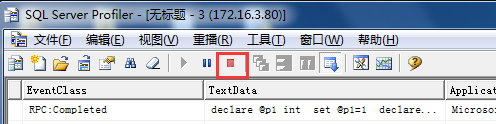 SQL Server Profiler - [无标题 - 3 (172.16.3.80)]
文件(F) 编辑(E) 视图(V) 重播(R) 工具(T) 窗口(W) 帮助(H)
EventClass TextData Applicat
RPC:Completed declare @p1 int set @p1=1 declare... Microso